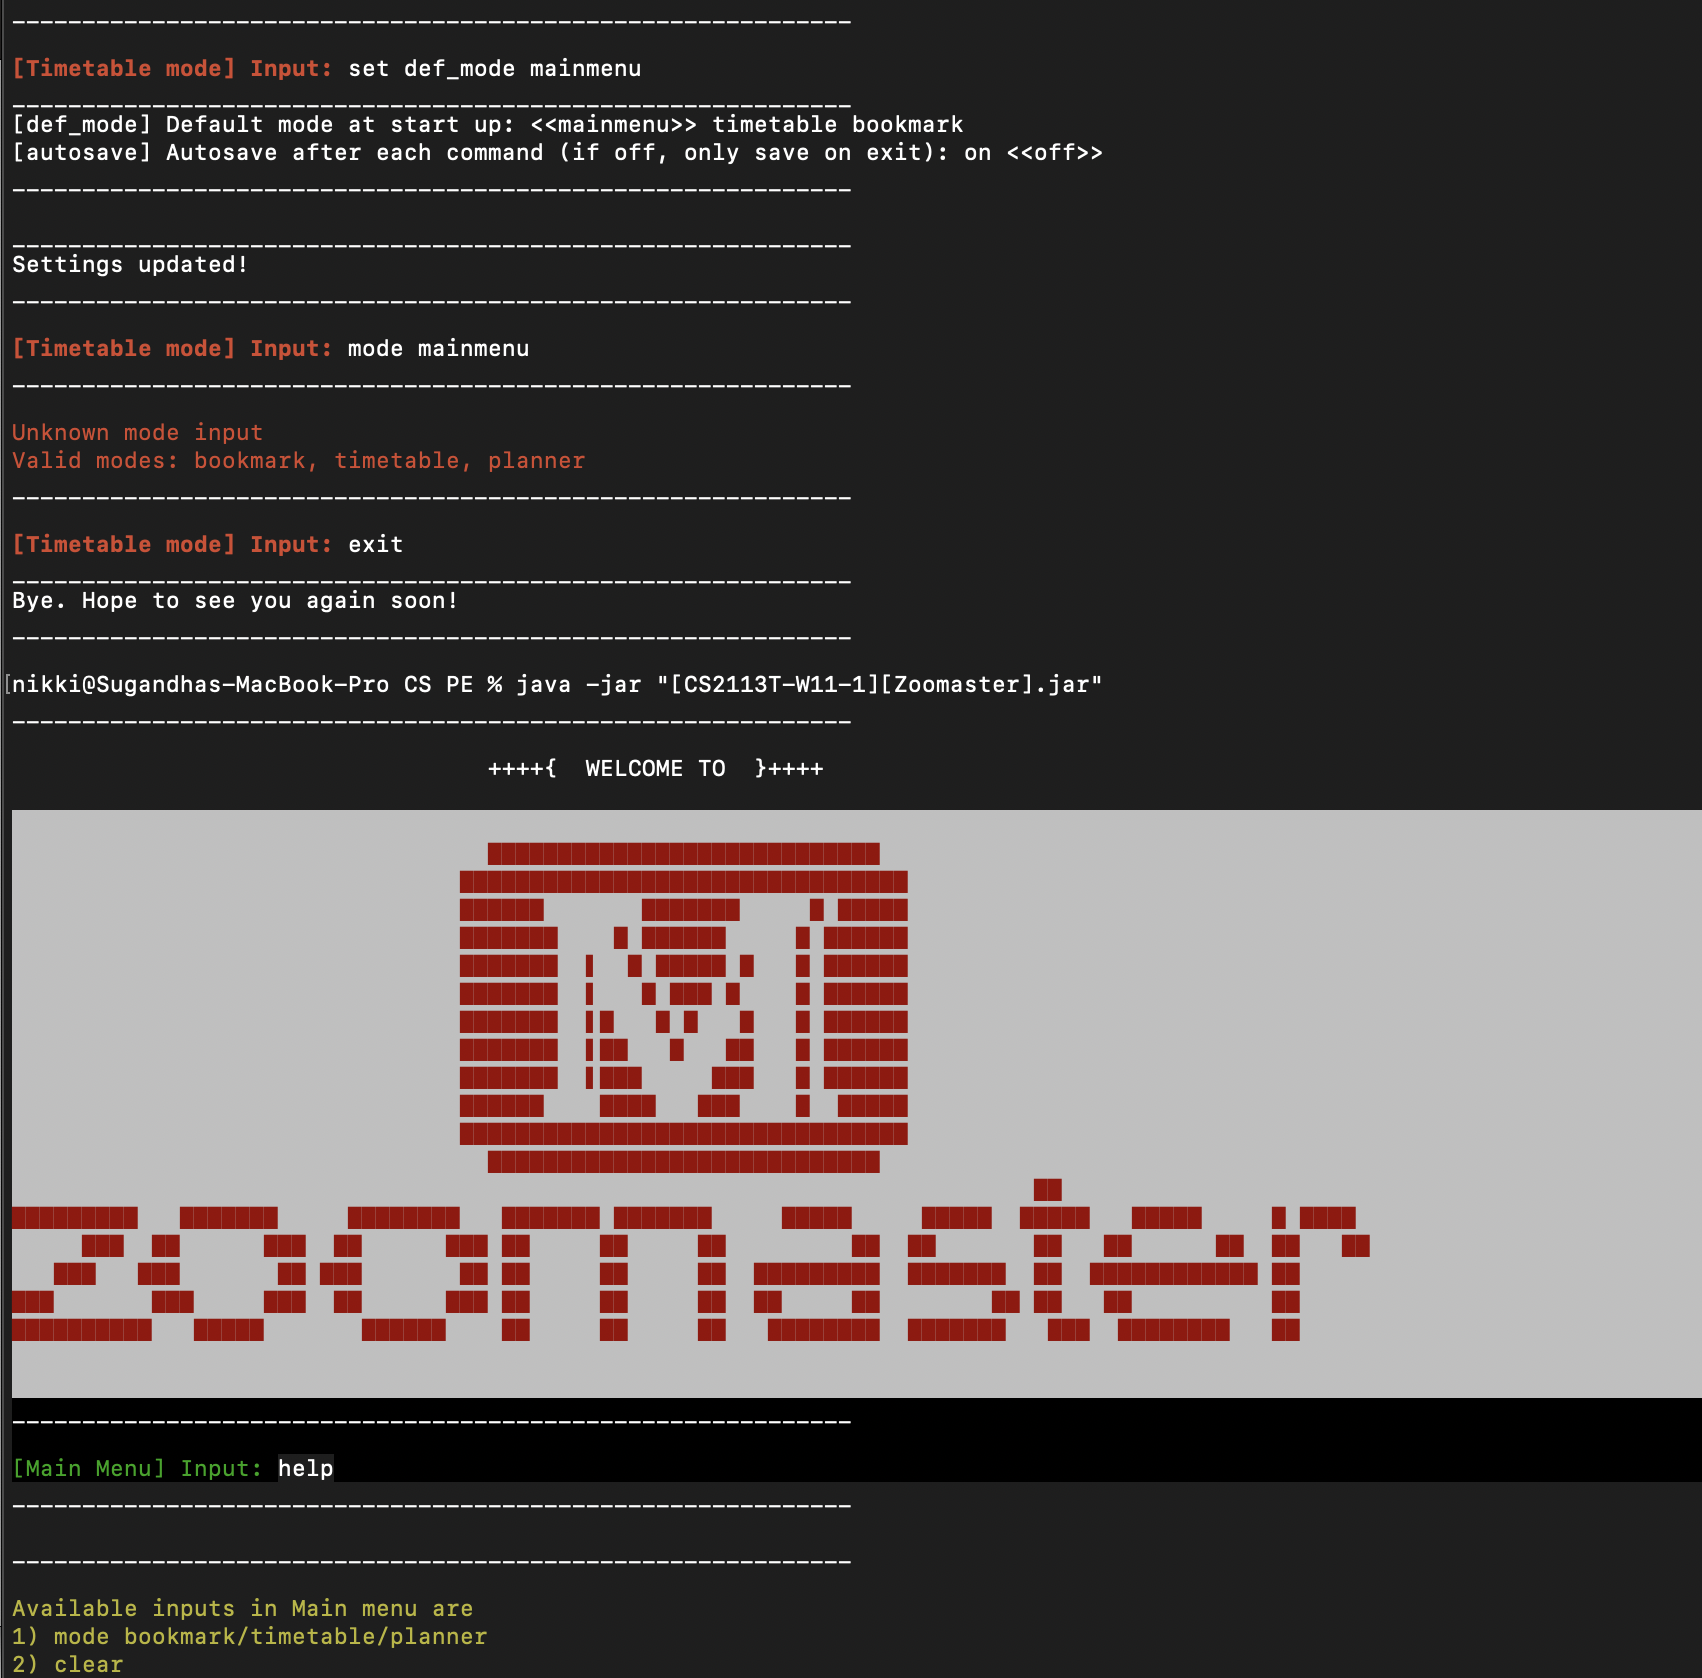 [Timetable mode] Input: set def_mode mainmenu
[def_mode] Default mode at start up: <<mainmenu>> timetable bookmark
[autosave] Autosave after each command (if off, only save on exit): on <<off>>
Settings updated!
[Timetable mode] Input: mode mainmenu
Unknown mode input
Valid modes: bookmark, timetable, planner
[Timetable mode] Input: exit
Bye. Hope to see you again soon!
[nikki@Sugandhas-MacBook-Pro CS PE % java -jar "[CS2113T-W11-1][Zoomaster].jar"
++++{  WELCOME TO  }++++
zoomaster
[Main Menu] Input: help
Available inputs in Main menu are
1) mode bookmark/timetable/planner
2) clear